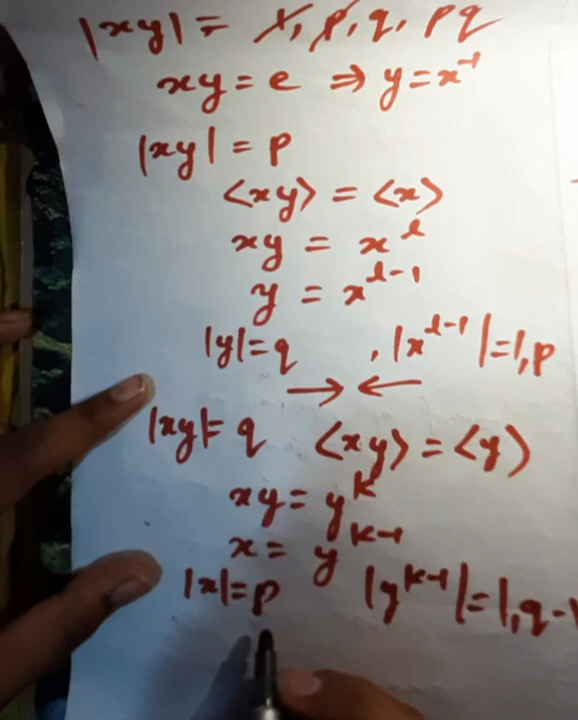 |xy| = 1, p, q, pq
xy = e ⇒ y = x⁻¹
|xy| = p
⟨xy⟩ = ⟨x⟩
xy = x^l
y = x^{l-1}
|y| = q , |x^{l-1}| = 1, p
→ ←
|xy| = q ⟨xy⟩ = ⟨y⟩
xy = y^k
x = y^{k-1}
|x| = p |y^{k-1}| = 1, q